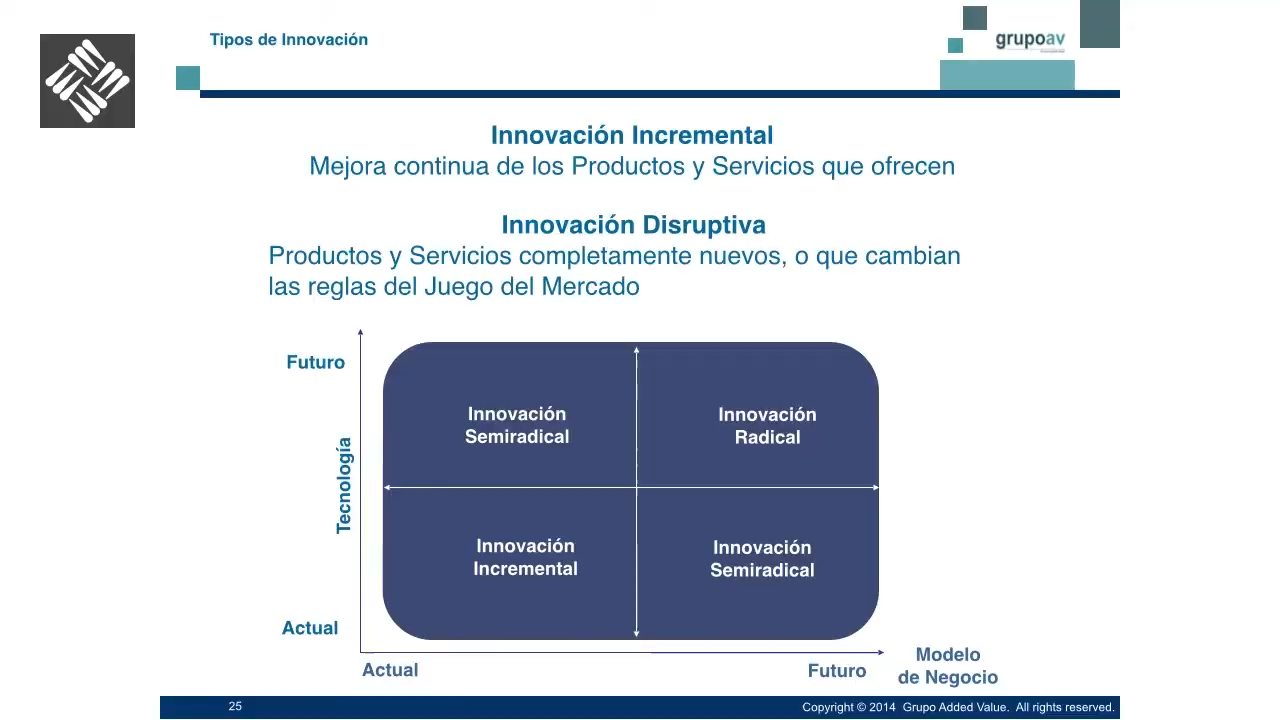 Tipos de Innovación
grupoav
Innovación Incremental
Mejora continua de los Productos y Servicios que ofrecen
Innovación Disruptiva
Productos y Servicios completamente nuevos, o que cambian
las reglas del Juego del Mercado
Futuro
Tecnología
Actual
Innovación
Semiradical
Innovación
Radical
Innovación
Incremental
Innovación
Semiradical
Actual
Futuro
Modelo
de Negocio
25
Copyright © 2014 Grupo Added Value. All rights reserved.